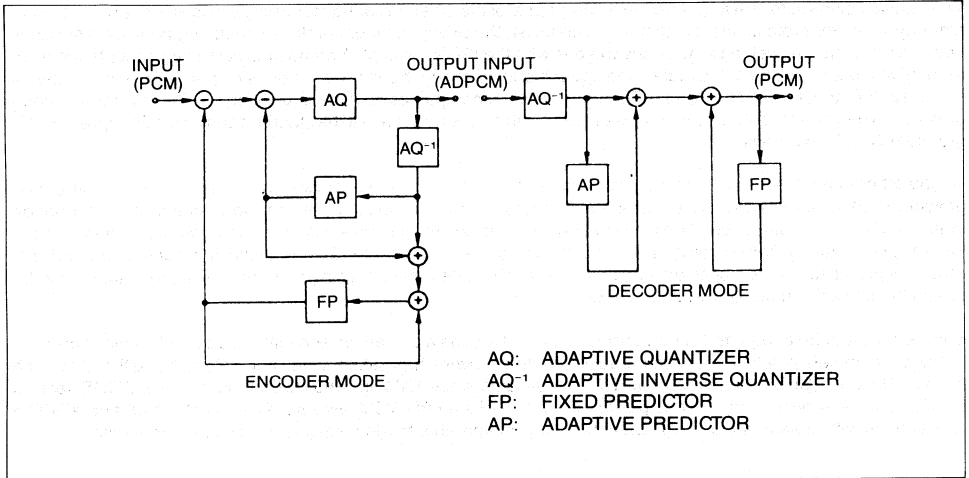 INPUT
(PCM)
OUTPUT INPUT
(ADPCM)
OUTPUT
(PCM)
−
−
AQ
AQ⁻¹
+
+
AQ⁻¹
AP
AP
FP
+
FP
+
DECODER MODE
ENCODER MODE
AQ: ADAPTIVE QUANTIZER
AQ⁻¹ ADAPTIVE INVERSE QUANTIZER
FP: FIXED PREDICTOR
AP: ADAPTIVE PREDICTOR